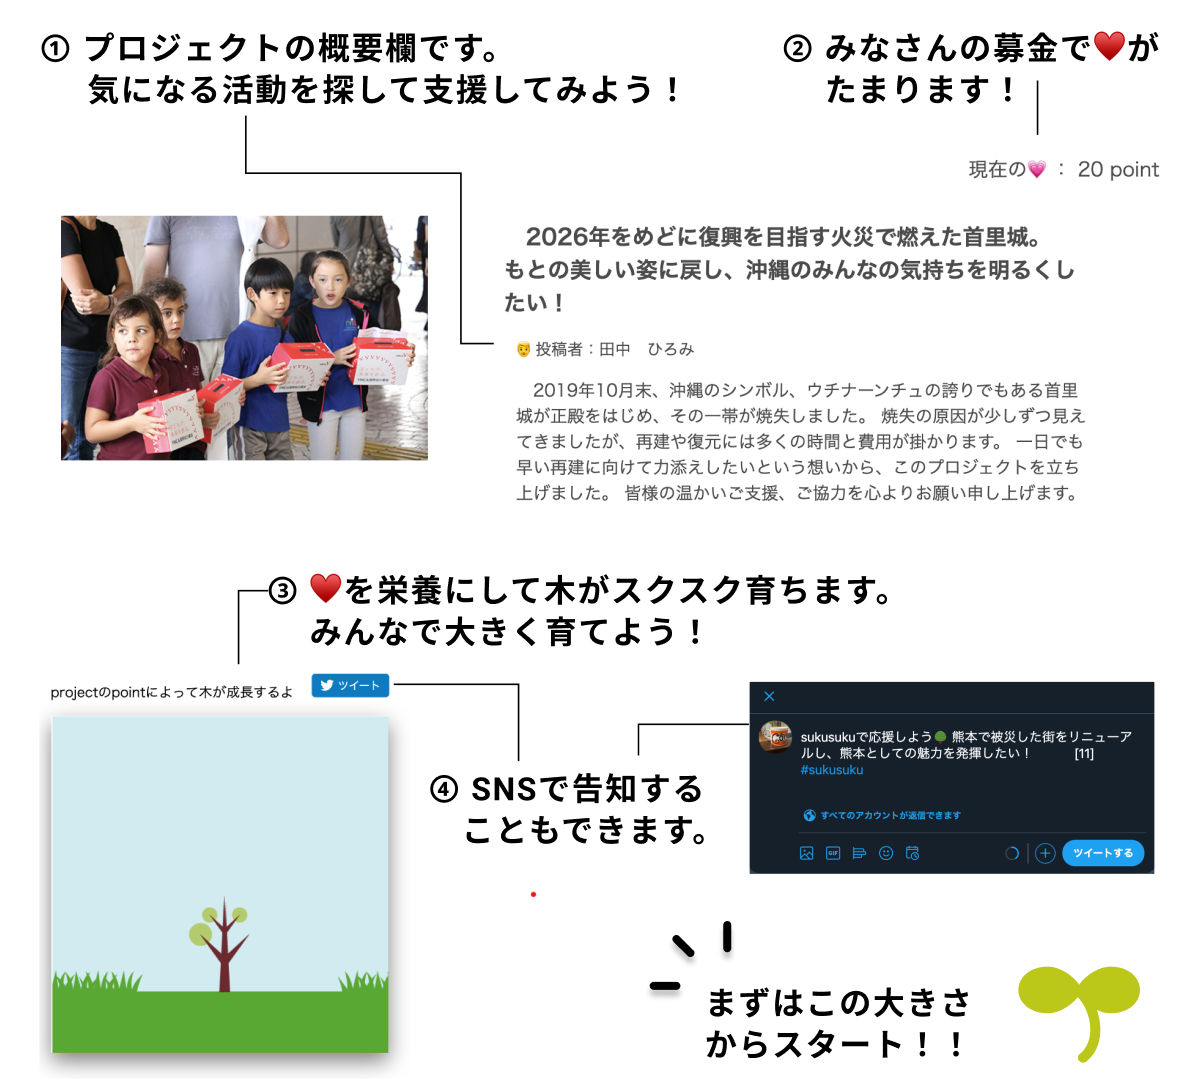 ① プロジェクトの概要欄です。
気になる活動を探して支援してみよう！
② みなさんの募金で♥️が
たまります！
現在の💗 ： 20 point
2026年をめどに復興を目指す火災で燃えた首里城。
もとの美しい姿に戻し、沖縄のみんなの気持ちを明るくし
たい！
👨投稿者：田中　ひろみ
2019年10月末、沖縄のシンボル、ウチナーンチュの誇りでもある首里
城が正殿をはじめ、その一帯が焼失しました。 焼失の原因が少しずつ見え
てきましたが、再建や復元には多くの時間と費用が掛かります。 一日でも
早い再建に向けて力添えしたいという想いから、このプロジェクトを立ち
上げました。 皆様の温かいご支援、ご協力を心よりお願い申し上げます。
③ ♥️を栄養にして木がスクスク育ちます。
みんなで大きく育てよう！
projectのpointによって木が成長するよ
ツイート
④ SNSで告知する
こともできます。
sukusukuで応援しよう🌳 熊本で被災した街をリニューア
ルし、熊本としての魅力を発揮したい！ [11]
#sukusuku
すべてのアカウントが返信できます
GIF
ツイートする
まずはこの大きさ
からスタート！！